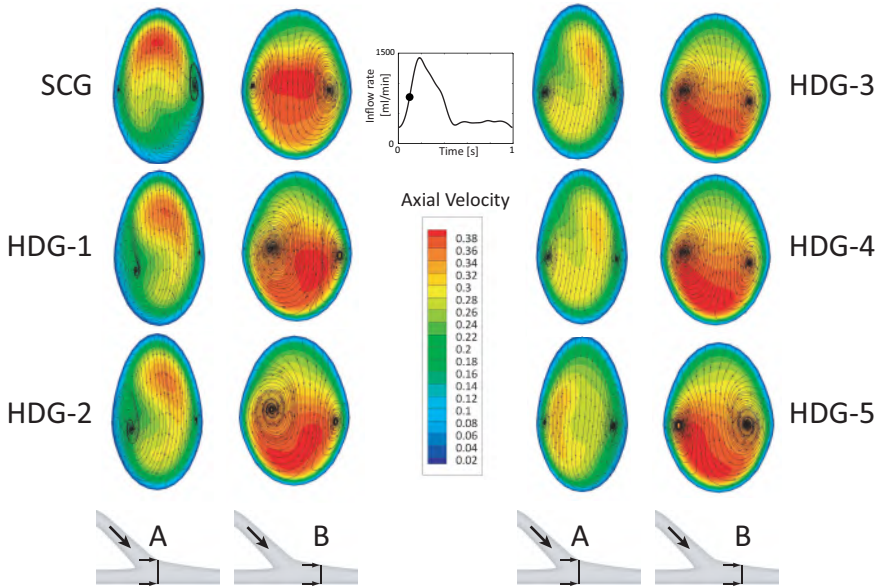 SCG
HDG-1
HDG-2
1500
Inflow rate
[ml/min]
0
0
Time [s]
1
Axial Velocity
0.38
0.36
0.34
0.32
0.3
0.28
0.26
0.24
0.22
0.2
0.18
0.16
0.14
0.12
0.1
0.08
0.06
0.04
0.02
HDG-3
HDG-4
HDG-5
A
B
A
B